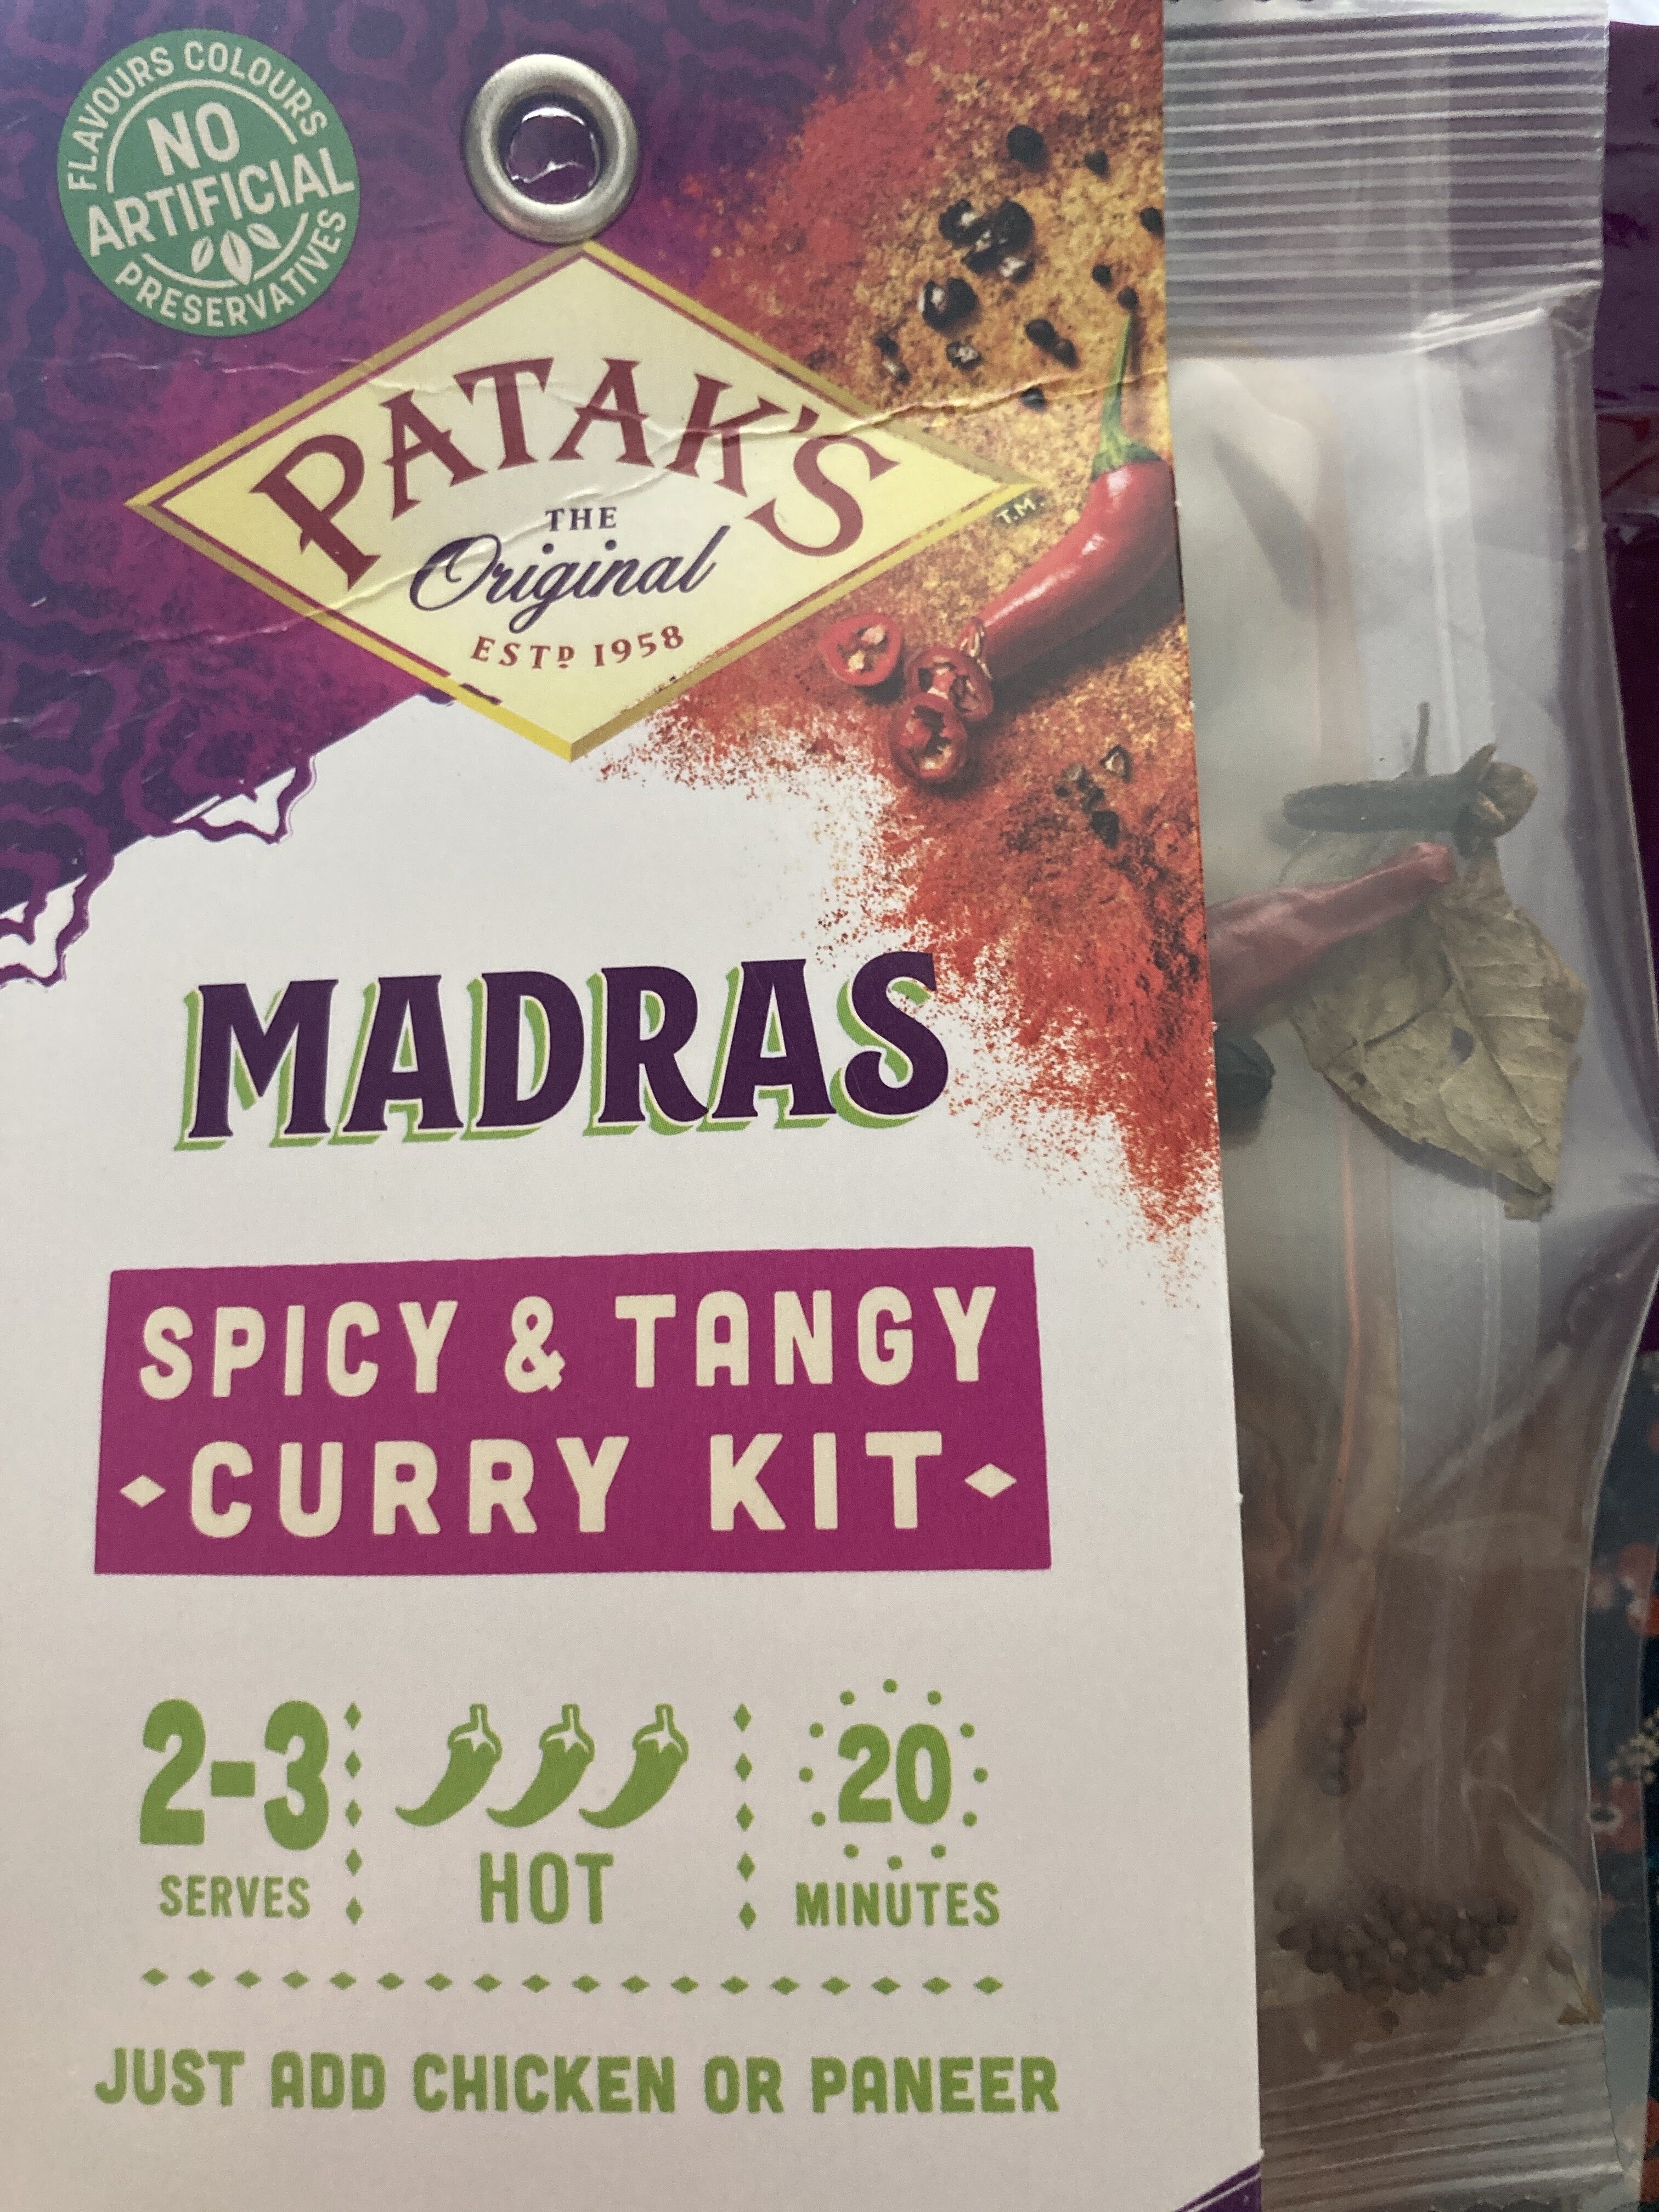 FLAVOURS COLOURS
NO
ARTIFICIAL
PRESERVATIVES
PATAK'S
T.M.
THE
Original
ESTD 1958
MADRAS
SPICY & TANGY
CURRY KIT
2-3
SERVES
HOT
20
MINUTES
JUST ADD CHICKEN OR PANEER